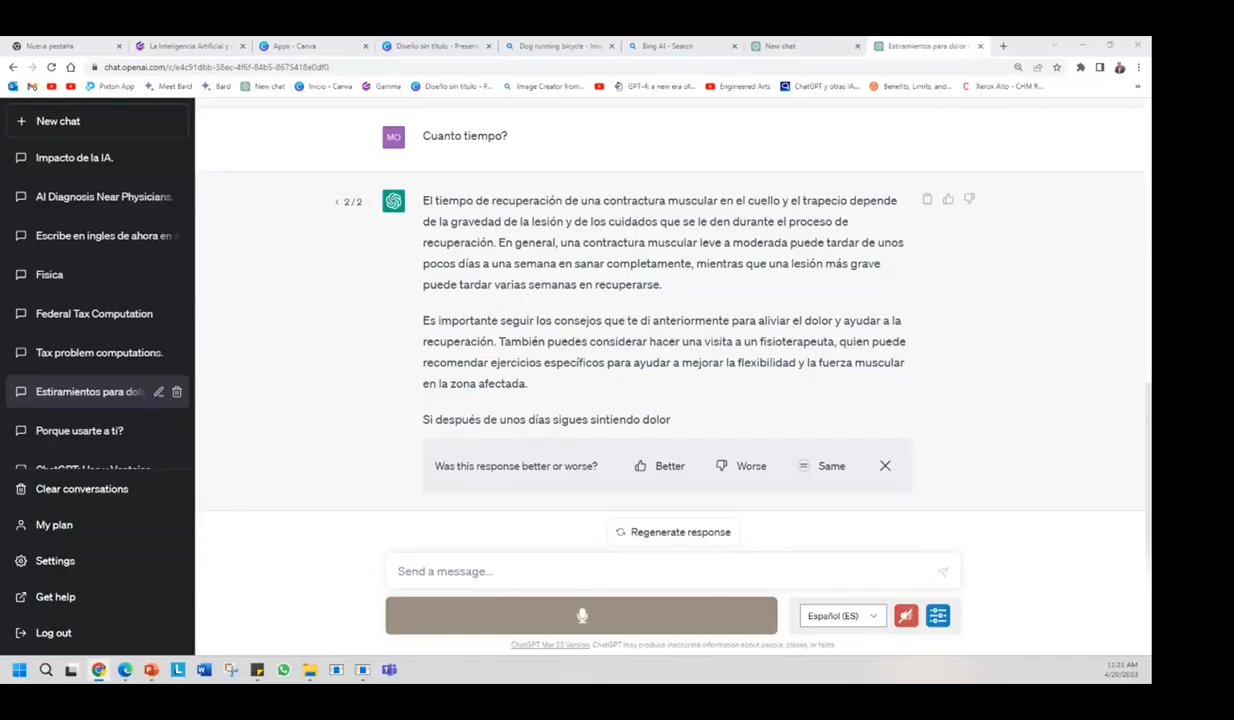 Nueva pestaña
La Inteligencia Artificial y
Apps - Canva
Diseño sin título - Present
Dog running bicycle - Ima
Bing AI - Search
New chat
Estiramientos para dolor
chat.openai.com/c/e4c91dbb-38ec-4f6f-84b5-8675418e0df0
Pixton App
Meet Bard
Bard
New chat
Inicio - Canva
Gamma
Diseño sin título - P...
Image Creator from...
GPT-4: a new era of...
Engineered Arts
ChatGPT y otras IA...
Benefits, Limits, and...
Xerox Alto - CHM R...
New chat
Impacto de la IA.
AI Diagnosis Near Physicians.
Escribe en ingles de ahora en a
Fisica
Federal Tax Computation
Tax problem computations.
Estiramientos para dolo
Porque usarte a ti?
Clear conversations
My plan
Settings
Get help
Log out
MO
Cuanto tiempo?
< 2/2
El tiempo de recuperación de una contractura muscular en el cuello y el trapecio depende
de la gravedad de la lesión y de los cuidados que se le den durante el proceso de
recuperación. En general, una contractura muscular leve a moderada puede tardar de unos
pocos días a una semana en sanar completamente, mientras que una lesión más grave
puede tardar varias semanas en recuperarse.
Es importante seguir los consejos que te di anteriormente para aliviar el dolor y ayudar a la
recuperación. También puedes considerar hacer una visita a un fisioterapeuta, quien puede
recomendar ejercicios específicos para ayudar a mejorar la flexibilidad y la fuerza muscular
en la zona afectada.
Si después de unos días sigues sintiendo dolor
Was this response better or worse?
Better
Worse
Same
Regenerate response
Send a message...
Español (ES)
ChatGPT Mar 23 Version. ChatGPT may produce inaccurate information about people, places, or facts
11:21 AM
4/20/2023